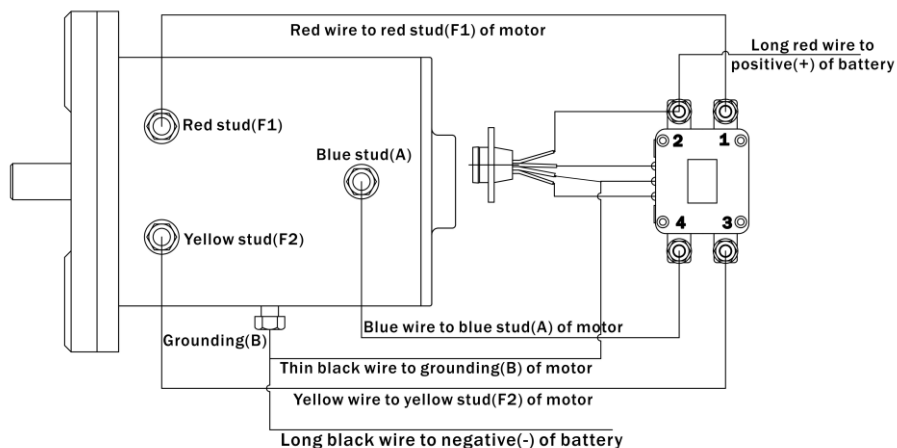 Red wire to red stud(F1) of motor
Long red wire to
positive(+) of battery
Red stud(F1)
2
1
Blue stud(A)
4
3
Yellow stud(F2)
Blue wire to blue stud(A) of motor
Grounding(B)
Thin black wire to grounding(B) of motor
Yellow wire to yellow stud(F2) of motor
Long black wire to negative(-) of battery